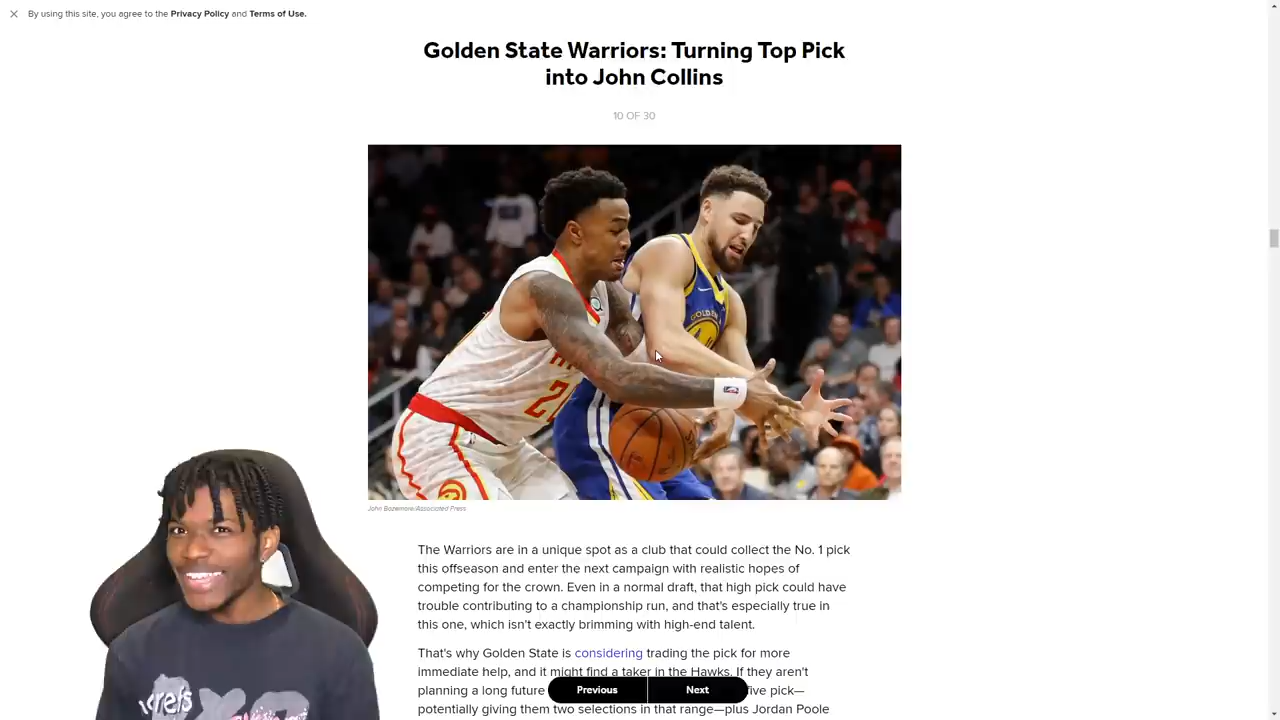 By using this site, you agree to the Privacy Policy and Terms of Use.
Golden State Warriors: Turning Top Pick
into John Collins
10 OF 30
GOLDEN
John Bazemore/Associated Press
The Warriors are in a unique spot as a club that could collect the No. 1 pick
this offseason and enter the next campaign with realistic hopes of
competing for the crown. Even in a normal draft, that high pick could have
trouble contributing to a championship run, and that's especially true in
this one, which isn't exactly brimming with high-end talent.
That's why Golden State is considering trading the pick for more
immediate help, and it might find a taker in the Hawks. If they aren't
planning a long future
five pick—
Previous
Next
potentially giving them two selections in that range—plus Jordan Poole